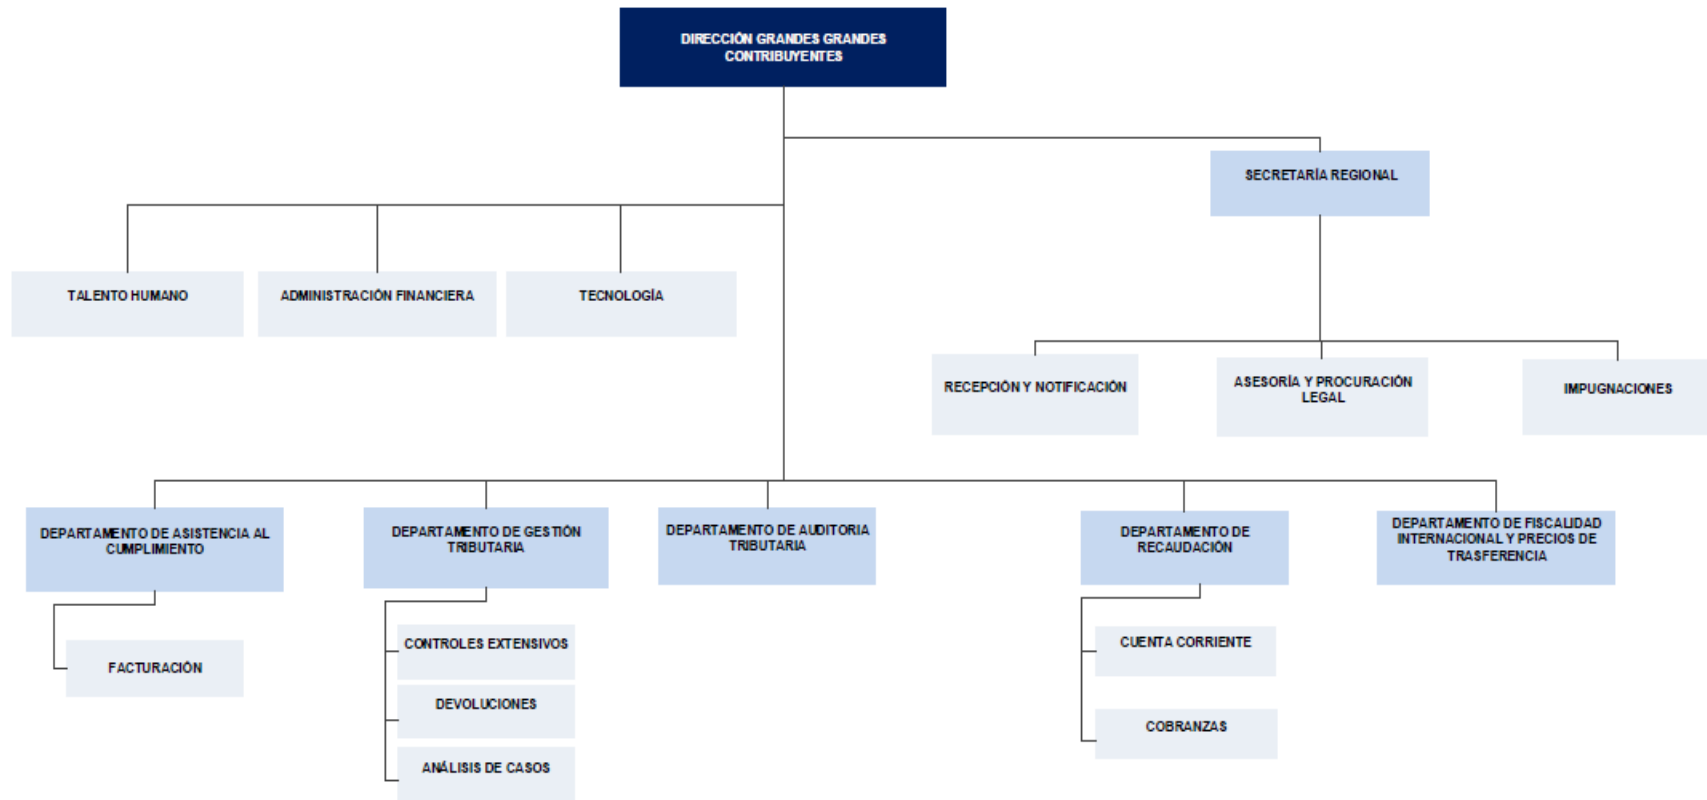 DIRECCIÓN GRANDES GRANDES
CONTRIBUYENTES
SECRETARÍA REGIONAL
TALENTO HUMANO
ADMINISTRACIÓN FINANCIERA
TECNOLOGÍA
RECEPCIÓN Y NOTIFICACIÓN
ASESORÍA Y PROCURACIÓN
LEGAL
IMPUGNACIONES
DEPARTAMENTO DE ASISTENCIA AL
CUMPLIMIENTO
DEPARTAMENTO DE GESTIÓN
TRIBUTARIA
DEPARTAMENTO DE AUDITORIA
TRIBUTARIA
DEPARTAMENTO DE
RECAUDACIÓN
DEPARTAMENTO DE FISCALIDAD
INTERNACIONAL Y PRECIOS DE
TRASFERENCIA
FACTURACIÓN
CONTROLES EXTENSIVOS
DEVOLUCIONES
ANÁLISIS DE CASOS
CUENTA CORRIENTE
COBRANZAS